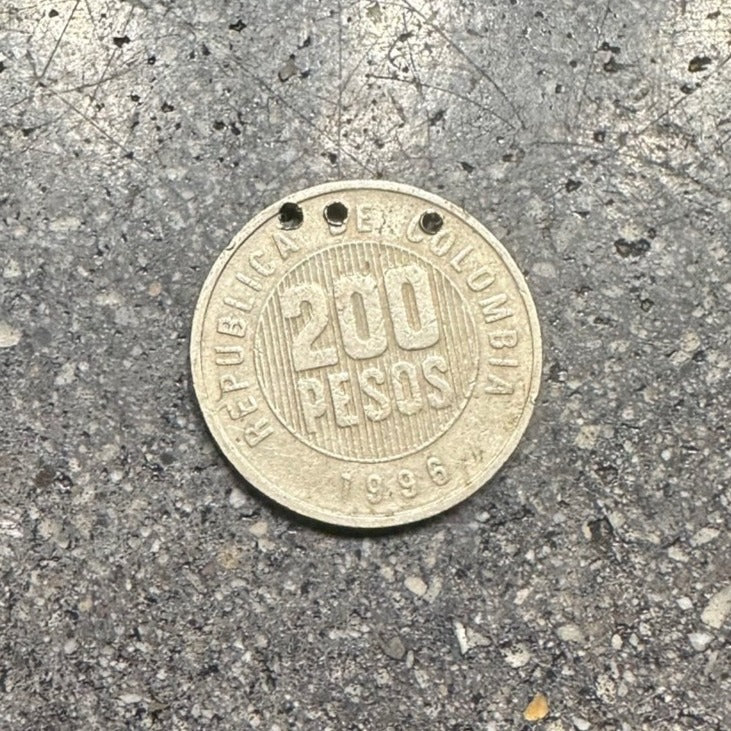 REPUBLICA DE COLOMBIA
200
PESOS
1996